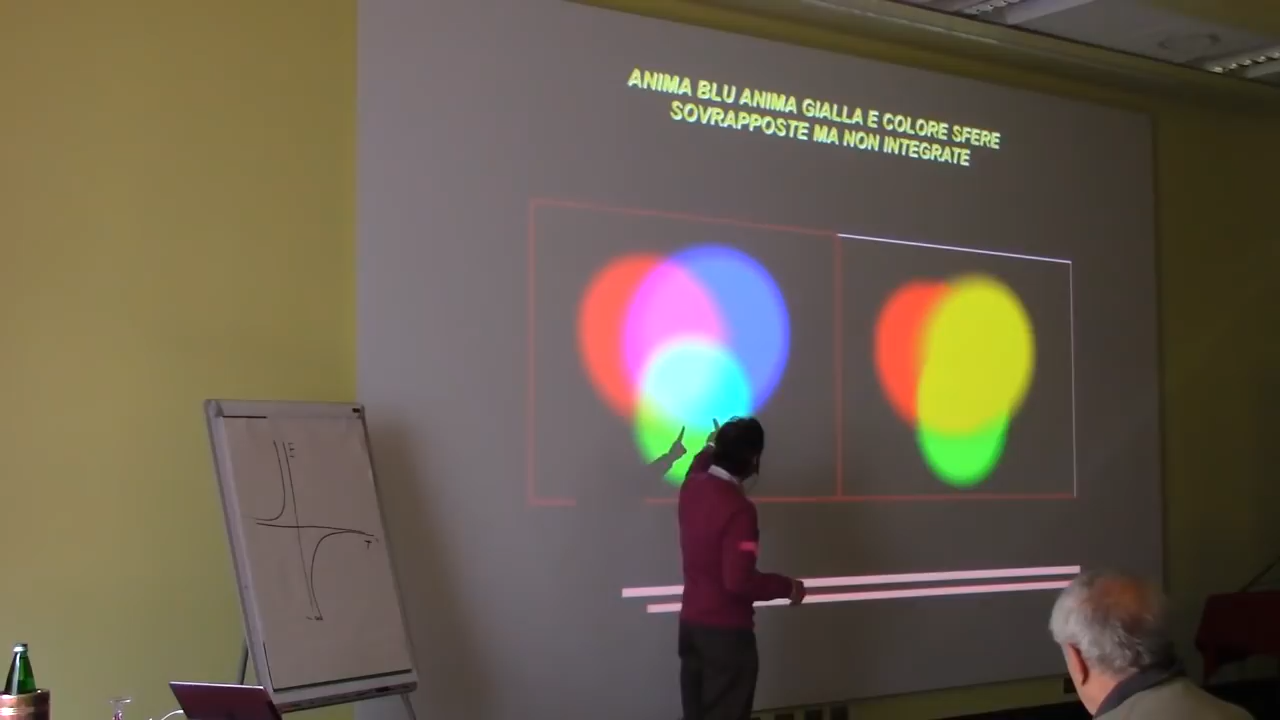 ANIMA BLU ANIMA GIALLA E COLORE SFERE
SOVRAPPOSTE MA NON INTEGRATE